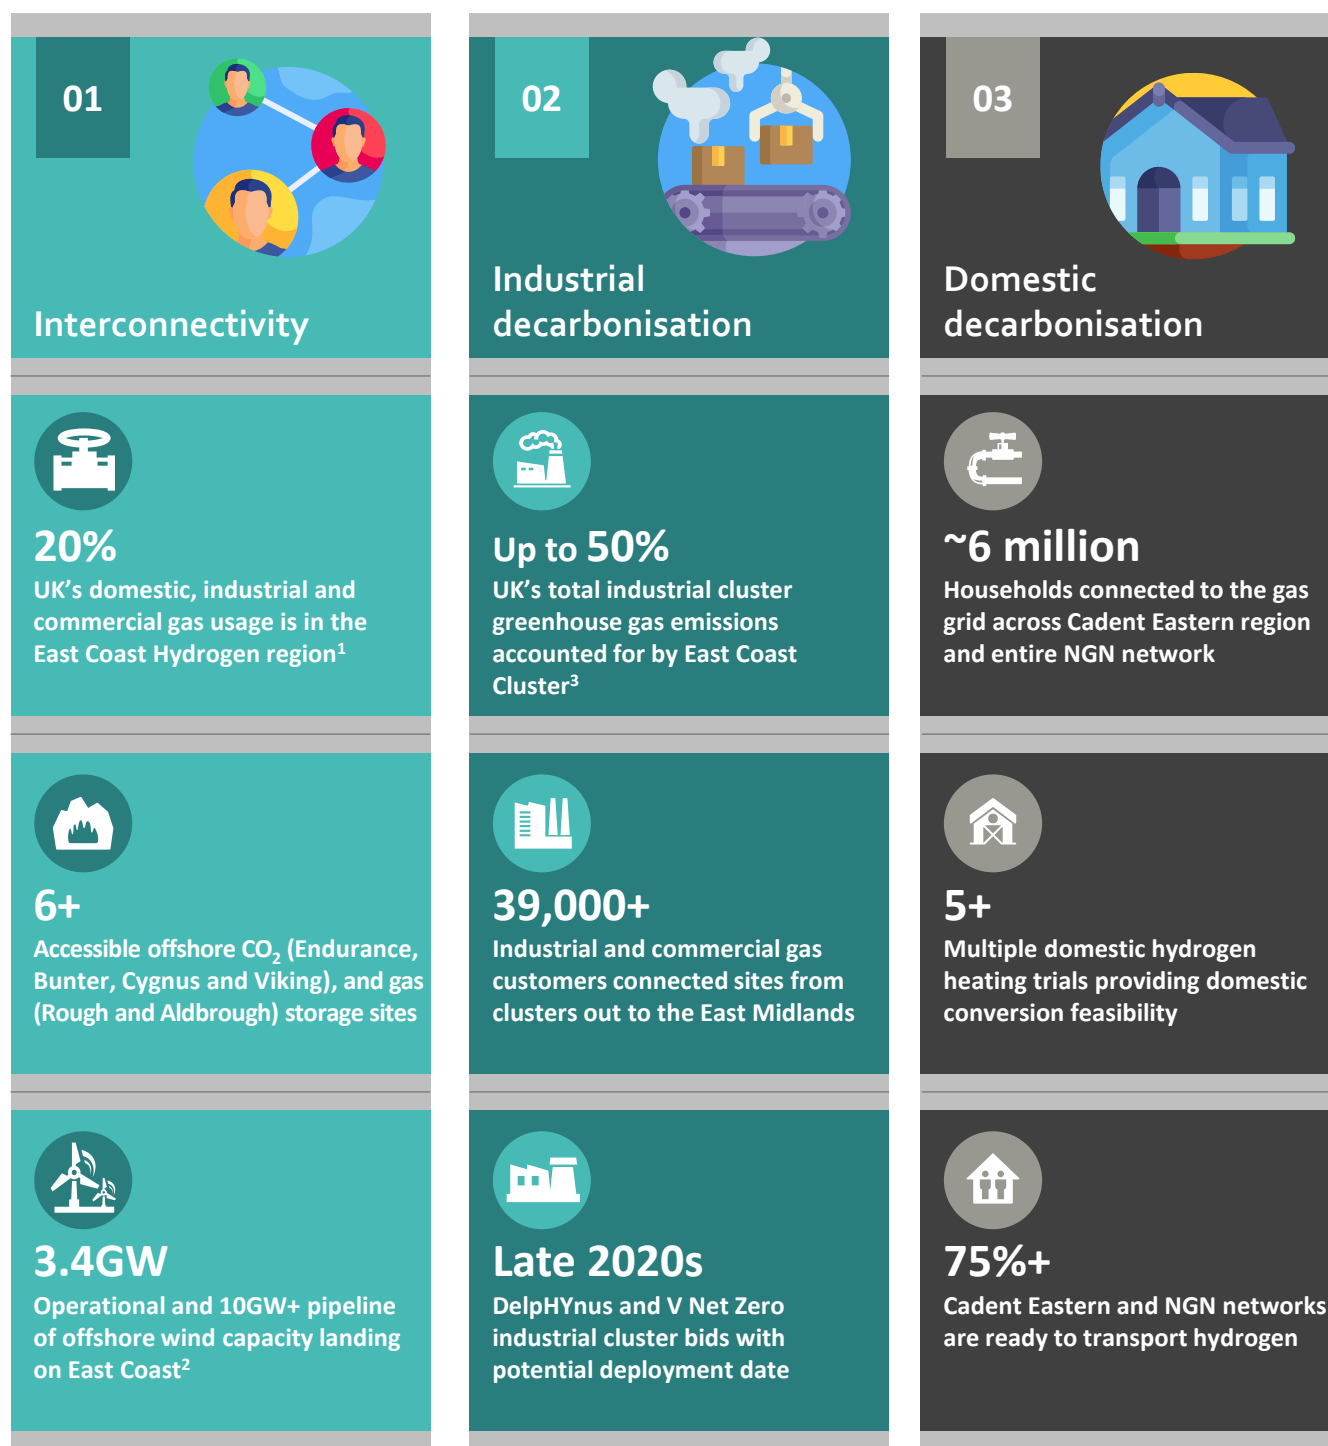 01
Interconnectivity
20%
UK’s domestic, industrial and
commercial gas usage is in the
East Coast Hydrogen region¹
6+
Accessible offshore CO₂ (Endurance,
Bunter, Cygnus and Viking), and gas
(Rough and Aldbrough) storage sites
3.4GW
Operational and 10GW+ pipeline
of offshore wind capacity landing
on East Coast²
02
Industrial
decarbonisation
Up to 50%
UK’s total industrial cluster
greenhouse gas emissions
accounted for by East Coast
Cluster³
39,000+
Industrial and commercial gas
customers connected sites from
clusters out to the East Midlands
Late 2020s
DelpHYnus and V Net Zero
industrial cluster bids with
potential deployment date
03
Domestic
decarbonisation
~6 million
Households connected to the gas
grid across Cadent Eastern region
and entire NGN network
5+
Multiple domestic hydrogen
heating trials providing domestic
conversion feasibility
75%+
Cadent Eastern and NGN networks
are ready to transport hydrogen